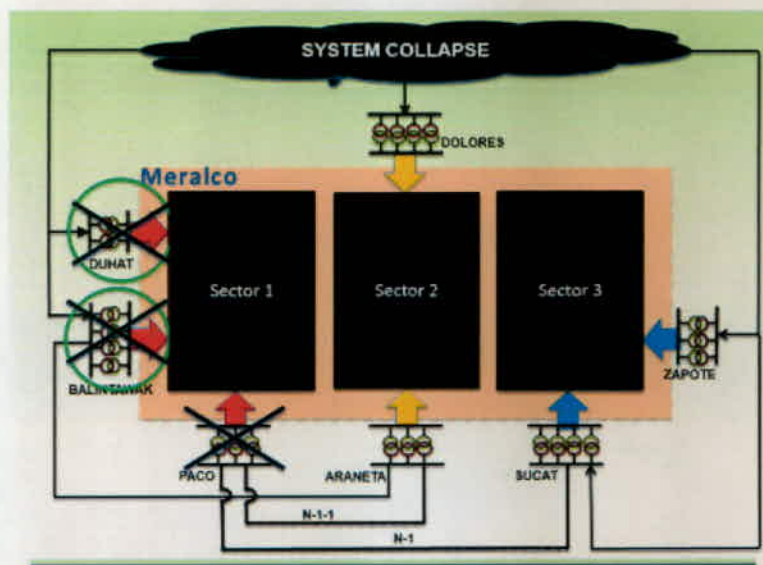 SYSTEM COLLAPSE
DOLORES
Meralco
DUHAT
Sector 1
Sector 2
Sector 3
BALINTAWAK
ZAPOTE
PACO
ARANETA
SUCAT
N-1-1
N-1